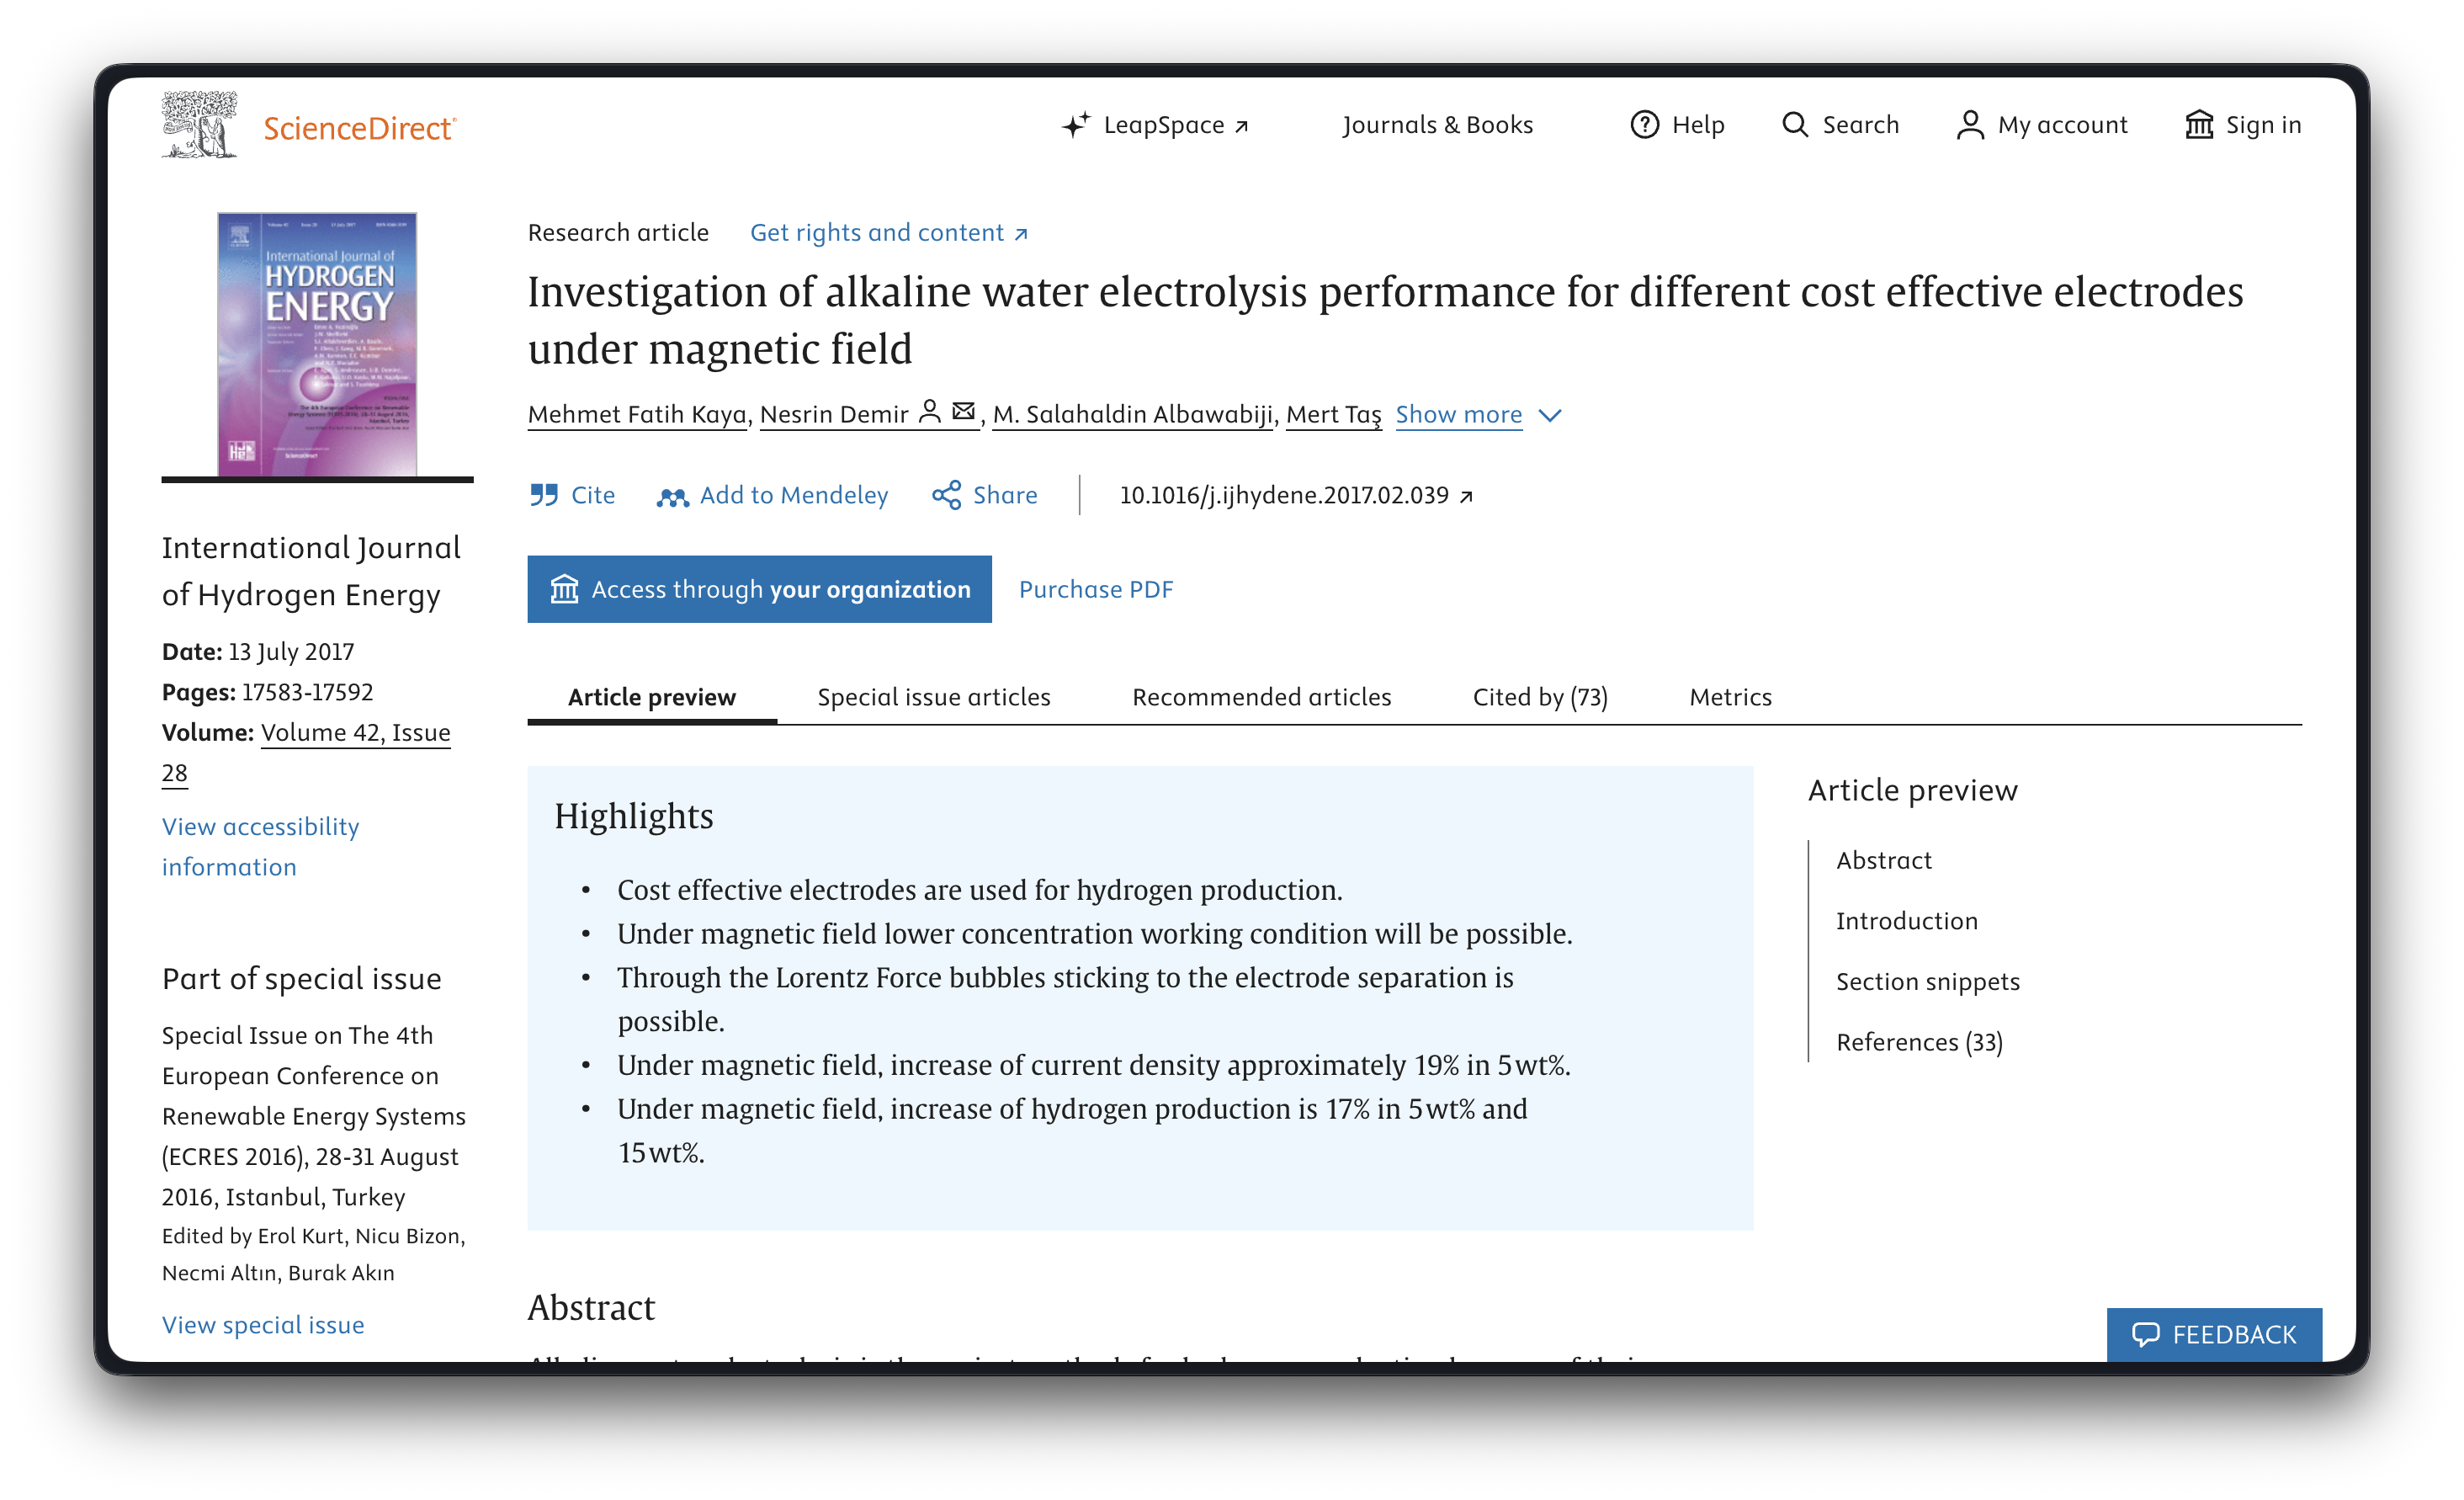 ScienceDirect
LeapSpace
Journals & Books
Help
Search
My account
Sign in
International Journal of
HYDROGEN
ENERGY
International Journal
of Hydrogen Energy
Date: 13 July 2017
Pages: 17583-17592
Volume: Volume 42, Issue
28
View accessibility
information
Part of special issue
Special Issue on The 4th
European Conference on
Renewable Energy Systems
(ECRES 2016), 28-31 August
2016, Istanbul, Turkey
Edited by Erol Kurt, Nicu Bizon,
Necmi Altın, Burak Akın
View special issue
Research article
Get rights and content
Investigation of alkaline water electrolysis performance for different cost effective electrodes
under magnetic field
Mehmet Fatih Kaya, Nesrin Demir, M. Salahaldin Albawabiji, Mert Taş Show more
Cite
Add to Mendeley
Share
10.1016/j.ijhydene.2017.02.039
Access through your organization
Purchase PDF
Article preview
Special issue articles
Recommended articles
Cited by (73)
Metrics
Highlights
• Cost effective electrodes are used for hydrogen production.
• Under magnetic field lower concentration working condition will be possible.
• Through the Lorentz Force bubbles sticking to the electrode separation is
possible.
• Under magnetic field, increase of current density approximately 19% in 5 wt%.
• Under magnetic field, increase of hydrogen production is 17% in 5 wt% and
15 wt%.
Abstract
Article preview
Abstract
Introduction
Section snippets
References (33)
FEEDBACK